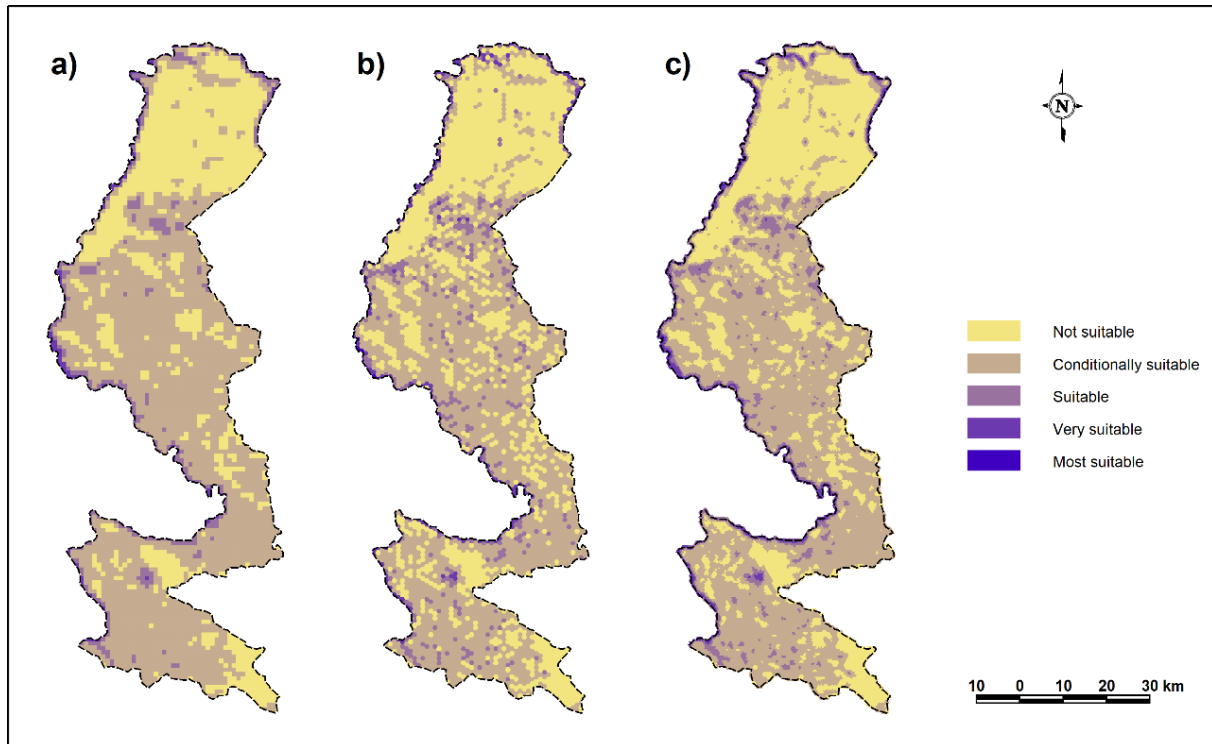 a)
b)
c)
N
Not suitable
Conditionally suitable
Suitable
Very suitable
Most suitable
10 0 10 20 30 km